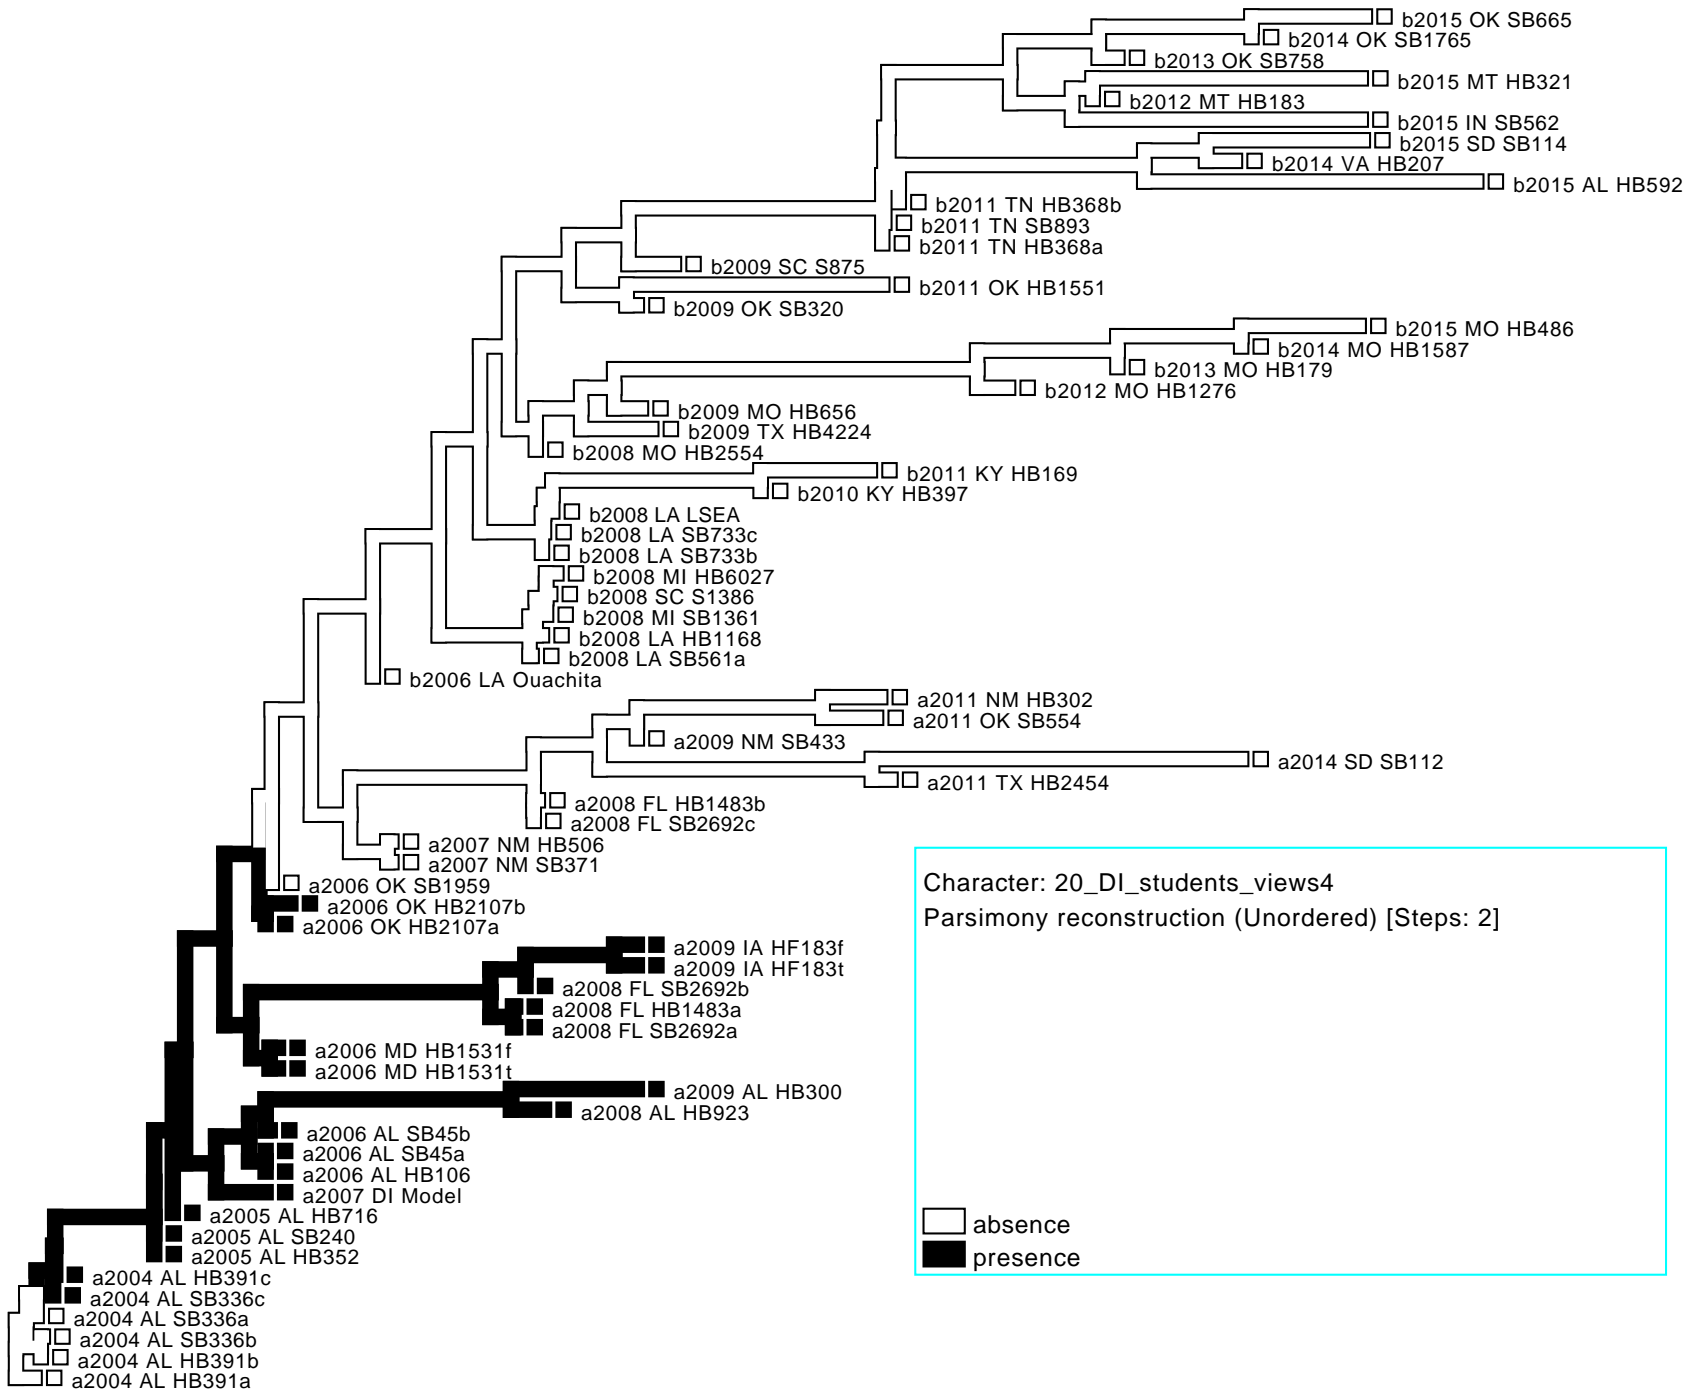 b2015 OK SB665
b2014 OK SB1765
b2013 OK SB758
b2015 MT HB321
b2012 MT HB183
b2015 IN SB562
b2015 SD SB114
b2014 VA HB207
b2015 AL HB592
b2011 TN HB368b
b2011 TN SB893
b2011 TN HB368a
b2009 SC S875
b2011 OK HB1551
b2009 OK SB320
b2015 MO HB486
b2014 MO HB1587
b2013 MO HB179
b2012 MO HB1276
b2009 MO HB656
b2009 TX HB4224
b2008 MO HB2554
b2011 KY HB169
b2010 KY HB397
b2008 LA LSEA
b2008 LA SB733c
b2008 LA SB733b
b2008 MI HB6027
b2008 SC S1386
b2008 MI SB1361
b2008 LA HB1168
b2008 LA SB561a
b2006 LA Ouachita
a2011 NM HB302
a2011 OK SB554
a2009 NM SB433
a2014 SD SB112
a2011 TX HB2454
a2008 FL HB1483b
a2008 FL SB2692c
a2007 NM HB506
a2007 NM SB371
a2006 OK SB1959
a2006 OK HB2107b
a2006 OK HB2107a
a2009 IA HF183f
a2009 IA HF183t
a2008 FL SB2692b
a2008 FL HB1483a
a2008 FL SB2692a
a2006 MD HB1531f
a2006 MD HB1531t
a2009 AL HB300
a2008 AL HB923
a2006 AL SB45b
a2006 AL SB45a
a2006 AL HB106
a2007 DI Model
a2005 AL HB716
a2005 AL SB240
a2005 AL HB352
a2004 AL HB391c
a2004 AL SB336c
a2004 AL SB336a
a2004 AL SB336b
a2004 AL HB391b
a2004 AL HB391a
Character: 20_DI_students_views4
Parsimony reconstruction (Unordered) [Steps: 2]
absence
presence